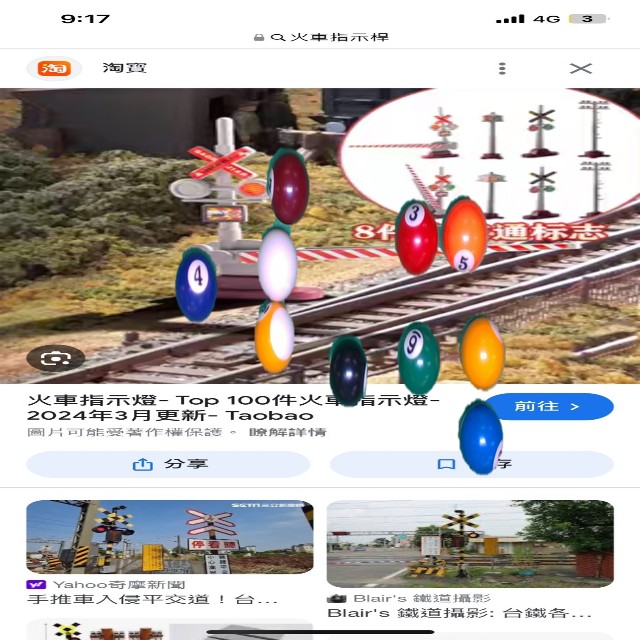 9:17
4G 3
火車指示桿
淘 淘寶
3
8件 通标志
5
4
9
火車指示燈- Top 100件火車指示燈-
2024年3月更新- Taobao
前往 >
圖片可能受著作權保護。 瞭解詳情
分享
存
停看聽
Yahoo奇摩新聞
手推車入侵平交道！台...
Blair's 鐵道攝影
Blair's 鐵道攝影: 台鐵各...